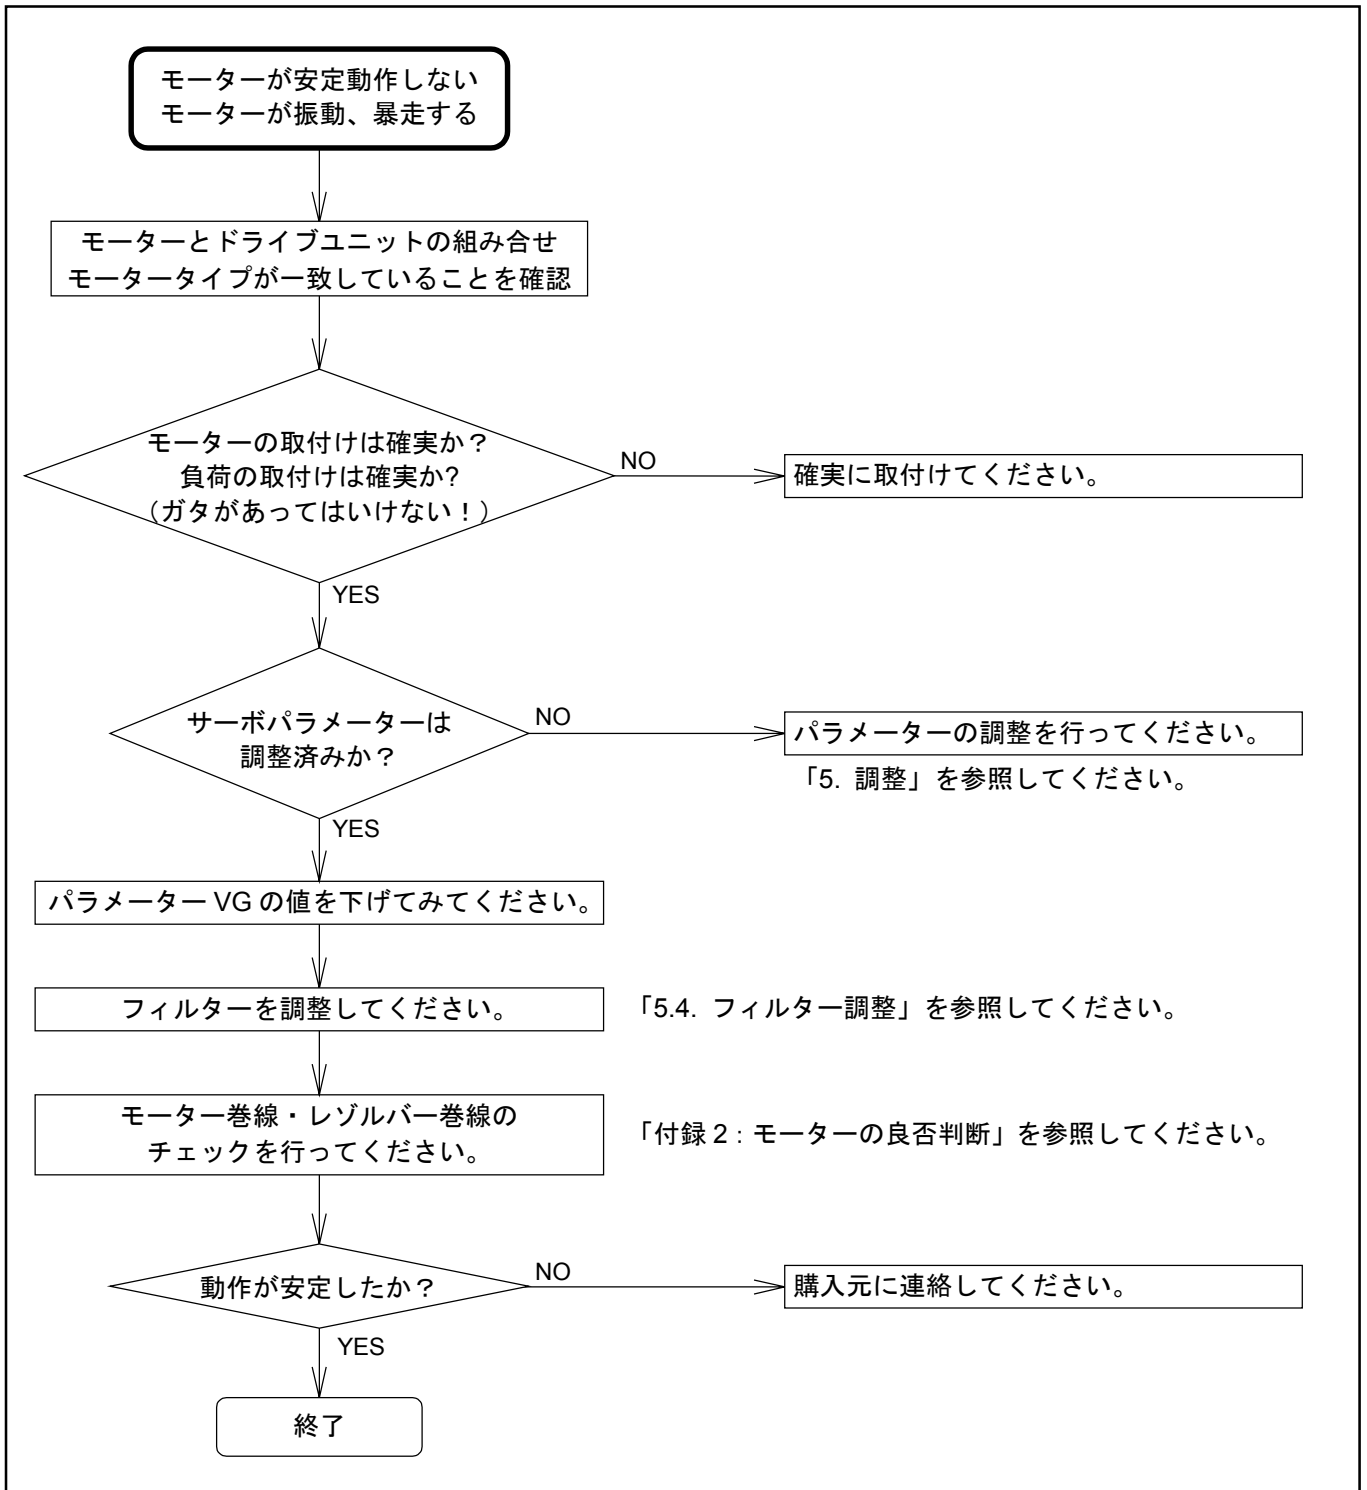 モーターが安定動作しない
モーターが振動、暴走する
モーターとドライブユニットの組み合せ
モータータイプが一致していることを確認
モーターの取付けは確実か？
負荷の取付けは確実か?
（ガタがあってはいけない！）
NO
確実に取付けてください。
YES
サーボパラメーターは
調整済みか？
NO
パラメーターの調整を行ってください。
「5. 調整」を参照してください。
YES
パラメーター VG の値を下げてみてください。
フィルターを調整してください。
「5.4. フィルター調整」を参照してください。
モーター巻線・レゾルバー巻線の
チェックを行ってください。
「付録 2 : モーターの良否判断」を参照してください。
動作が安定したか？
NO
購入元に連絡してください。
YES
終了